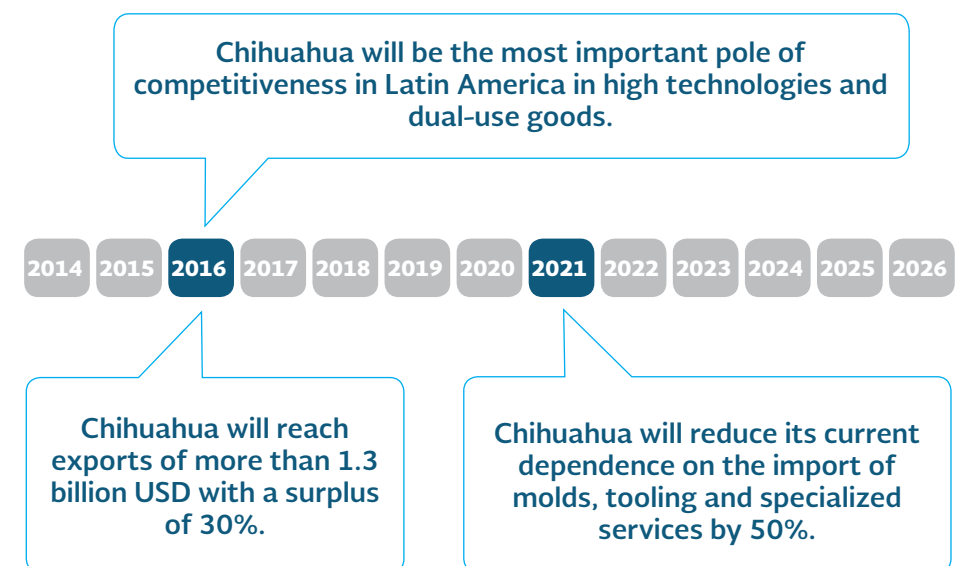 Chihuahua will be the most important pole of
competitiveness in Latin America in high technologies and
dual-use goods.
2014 2015 2016 2017 2018 2019 2020 2021 2022 2023 2024 2025 2026
Chihuahua will reach
exports of more than 1.3
billion USD with a surplus
of 30%.
Chihuahua will reduce its current
dependence on the import of
molds, tooling and specialized
services by 50%.